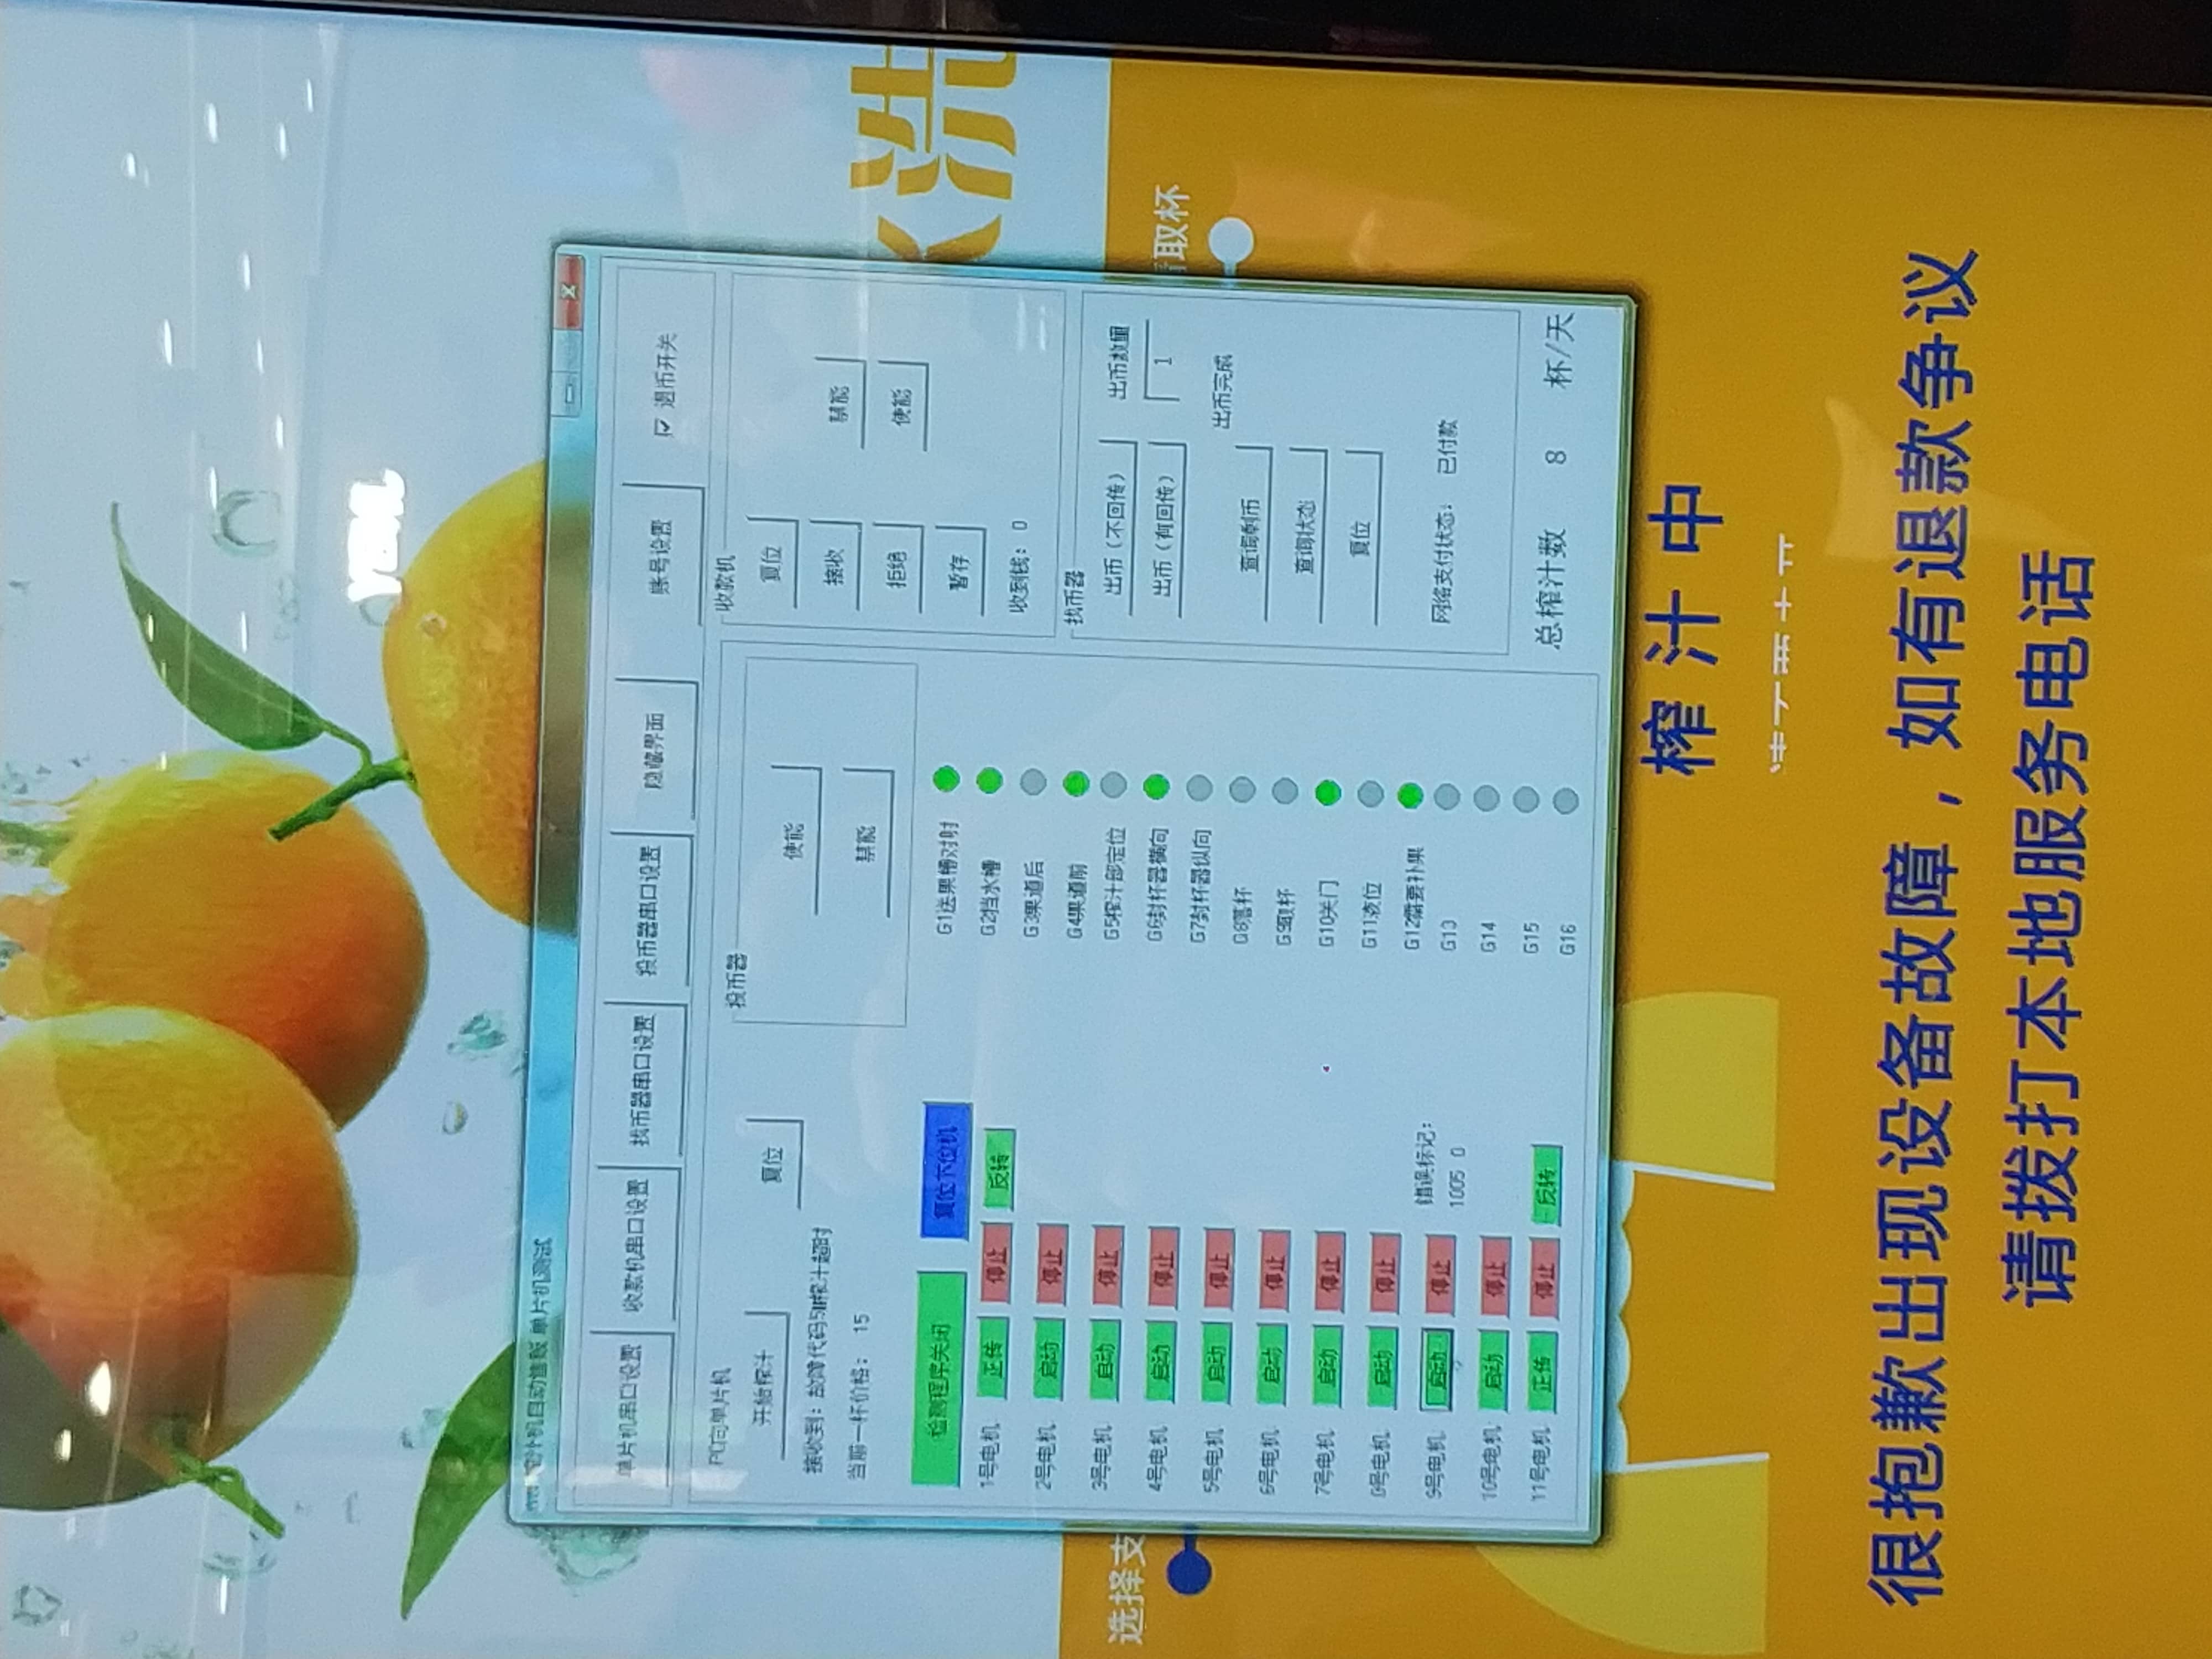 榨汁机自动售贩 单片机测试
单片机串口设置 收款机串口设置 找币器串口设置 投币器串口设置 隐藏界面 账号设置 退币开关
PC向单片机
开始榨汁 复位
接收到：故障代码5#榨汁超时
当前一杯价格： 15
投币器
使能
禁能
收款机
复位
接收 禁能
拒绝 使能
暂存
收到钱： 0
检测程序关闭 复位下位机
1号电机 正传 停止 反转
2号电机 启动 停止
3号电机 启动 停止
4号电机 启动 停止
5号电机 启动 停止
6号电机 启动 停止
7号电机 启动 停止
8号电机 启动 停止
9号电机 启动 停止
错误标记：
1005 0
10号电机 启动 停止
11号电机 正传 停止 反转
G1送果槽对射
G2挡水槽
G3果道后
G4果道前
G5榨汁部定位
G6封杯器横向
G7封杯器纵向
G8落杯
G9取杯
G10关门
G11液位
G12需要补果
G13
G14
G15
G16
找币器
出币（不回传） 出币数量
出币（有回传） 1
出币完成
查询剩币
查询状态
复位
网络支付状态： 已付款
总榨汁数 8 杯/天
洗
选择支
取杯
榨汁中
很抱歉出现设备故障，如有退款争议
请拨打本地服务电话